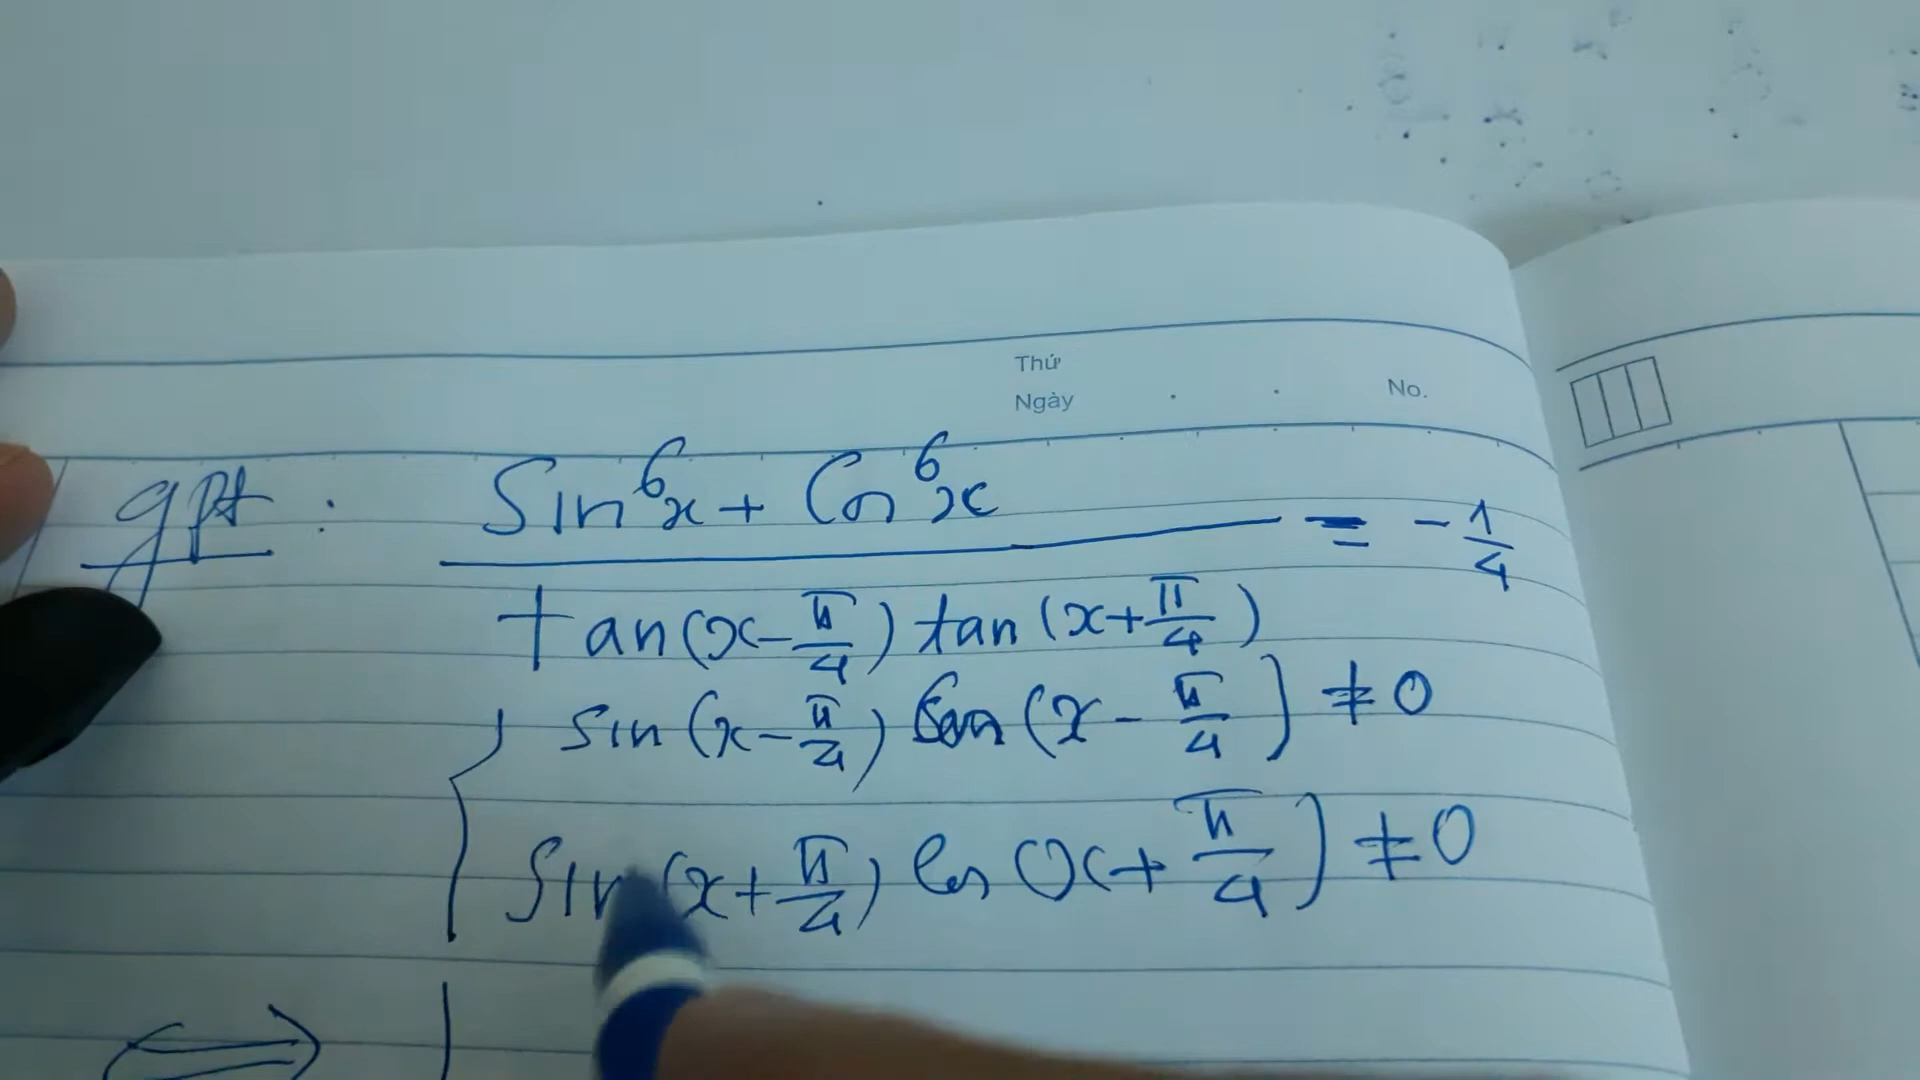 Thứ
Ngày . . No.
gpt : Sin⁶x + Cos⁶x
tan(x-π/4) tan(x+π/4) = -1/4
sin(x-π/4) Cos(x-π/4) ≠ 0
Sin(x+π/4) Cos(x+π/4) ≠ 0
⇔